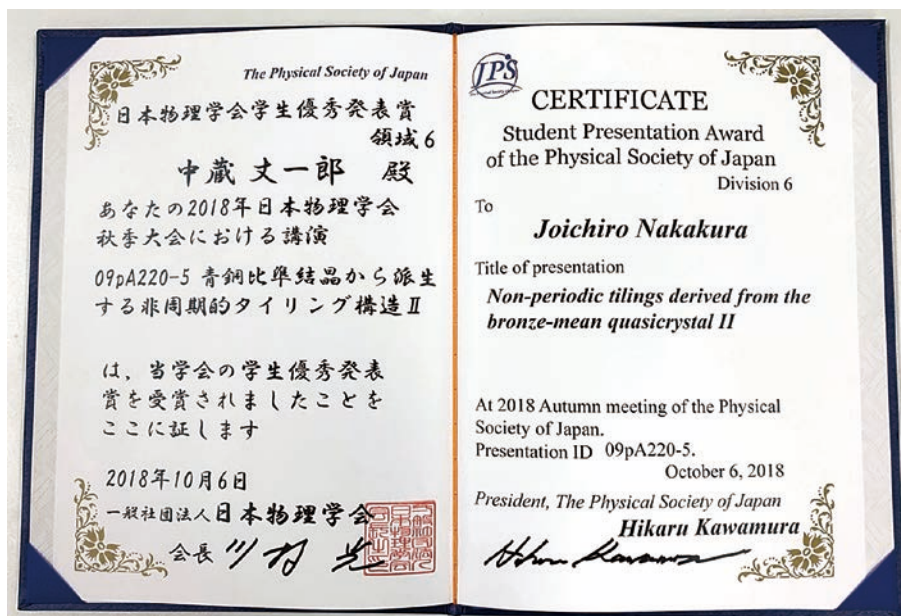 The Physical Society of Japan
日本物理学会学生優秀発表賞
領域6
中蔵 丈一郎 殿
あなたの2018年日本物理学会
秋季大会における講演
09pA220-5 青銅比準結晶から派生
する非周期的タイリング構造Ⅱ
は、当学会の学生優秀発表
賞を受賞されましたことを
ここに証します
2018年10月6日
一般社団法人日本物理学会
会長 川村 光
JPS
CERTIFICATE
Student Presentation Award
of the Physical Society of Japan
Division 6
To
Joichiro Nakakura
Title of presentation
Non-periodic tilings derived from the
bronze-mean quasicrystal II
At 2018 Autumn meeting of the Physical
Society of Japan.
Presentation ID 09pA220-5.
October 6, 2018
President, The Physical Society of Japan
Hikaru Kawamura
Hikaru Kawamura